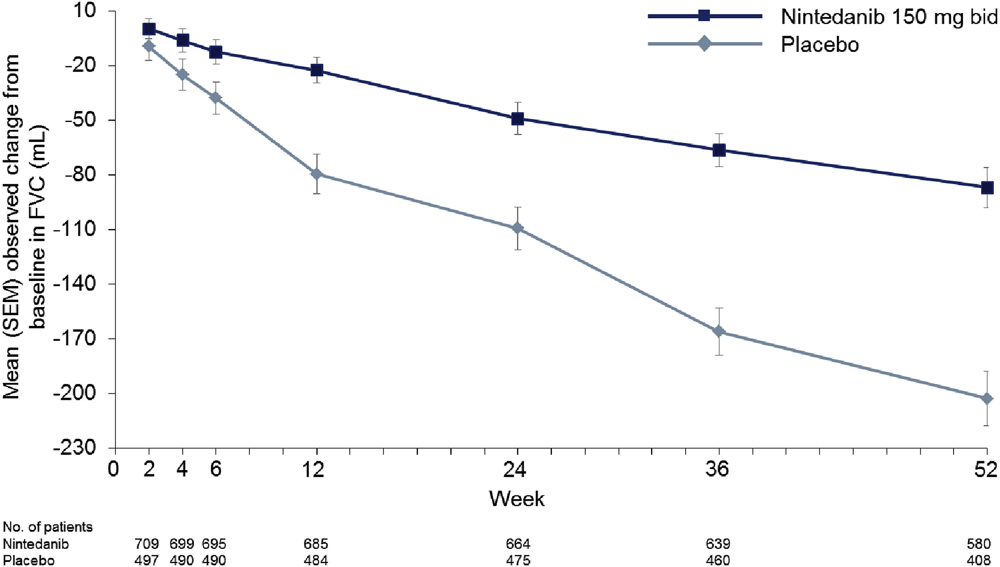 Nintedanib 150 mg bid
Placebo
Mean (SEM) observed change from
baseline in FVC (mL)
10
-20
-50
-80
-110
-140
-170
-200
-230
0 2 4 6 12 24 36 52
Week
No. of patients
Nintedanib 709 699 695 685 664 639 580
Placebo 497 490 490 484 475 460 408